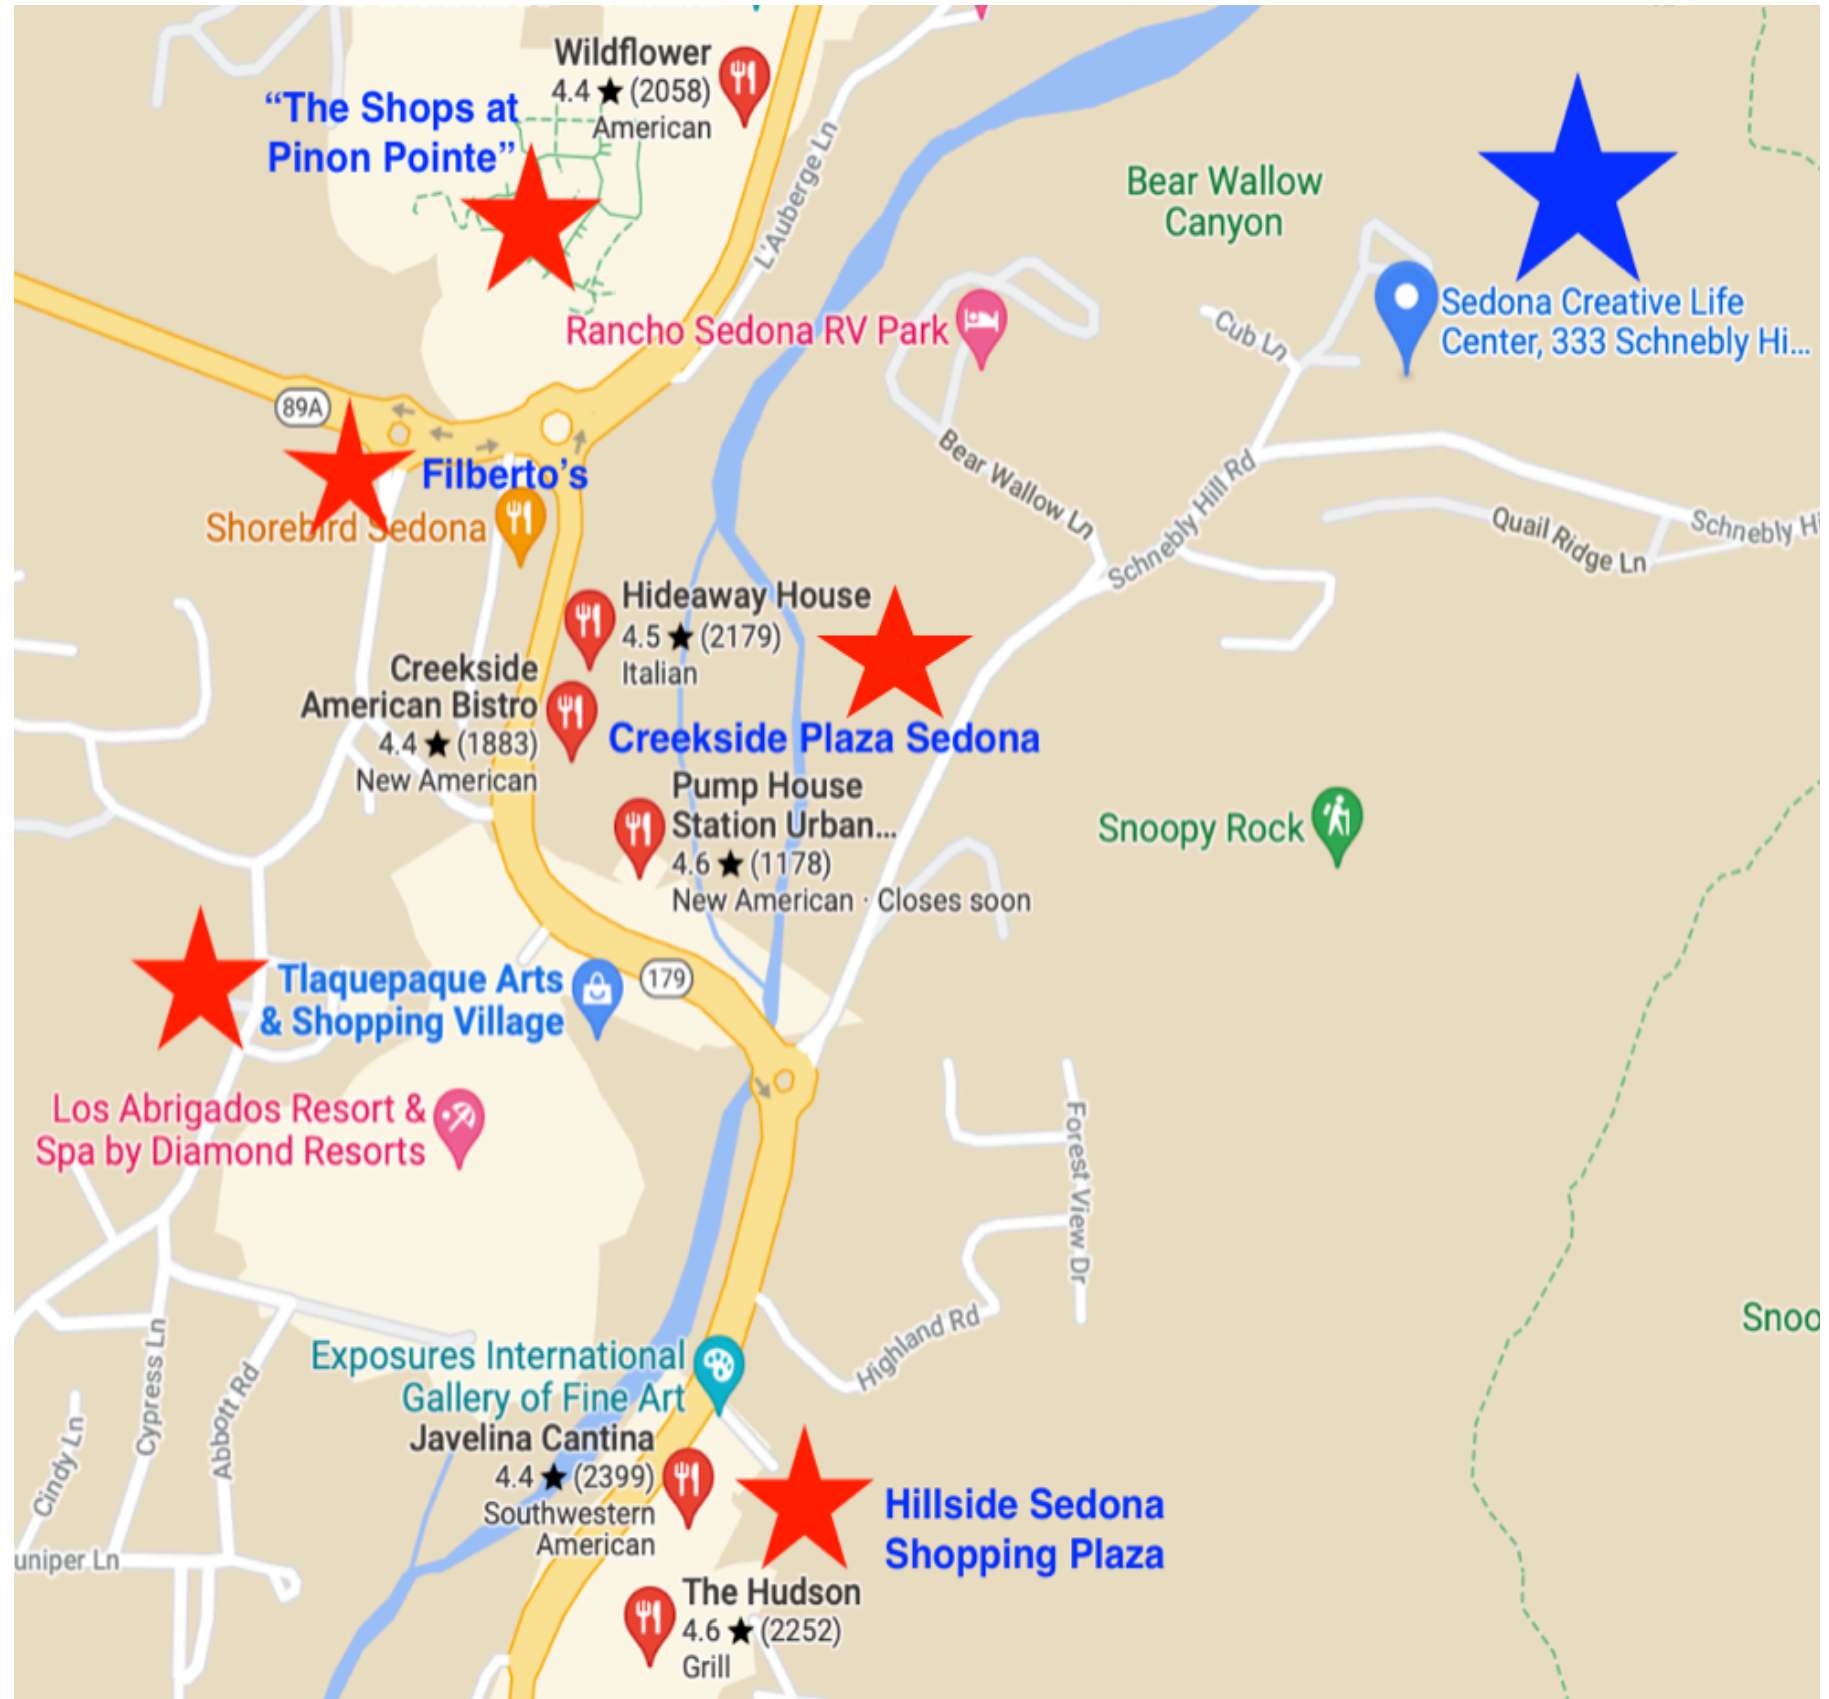 Wildflower
4.4 ★ (2058)
American
“The Shops at
Pinon Pointe”
L'Auberge Ln
Bear Wallow
Canyon
Rancho Sedona RV Park
Cub Ln
Sedona Creative Life
Center, 333 Schnebly Hi...
89A
Filberto’s
Shorebird Sedona
Bear Wallow Ln
Schnebly Hill Rd
Quail Ridge Ln
Schnebly Hi
Hideaway House
4.5 ★ (2179)
Italian
Creekside
American Bistro
4.4 ★ (1883)
New American
Creekside Plaza Sedona
Pump House
Station Urban...
4.6 ★ (1178)
New American · Closes soon
Snoopy Rock
Tlaquepaque Arts
& Shopping Village
179
Los Abrigados Resort &
Spa by Diamond Resorts
Forest View Dr
Highland Rd
Snoo
Exposures International
Gallery of Fine Art
Cypress Ln
Abbott Rd
Cindy Ln
Javelina Cantina
4.4 ★ (2399)
Southwestern
American
Hillside Sedona
Shopping Plaza
uniper Ln
The Hudson
4.6 ★ (2252)
Grill